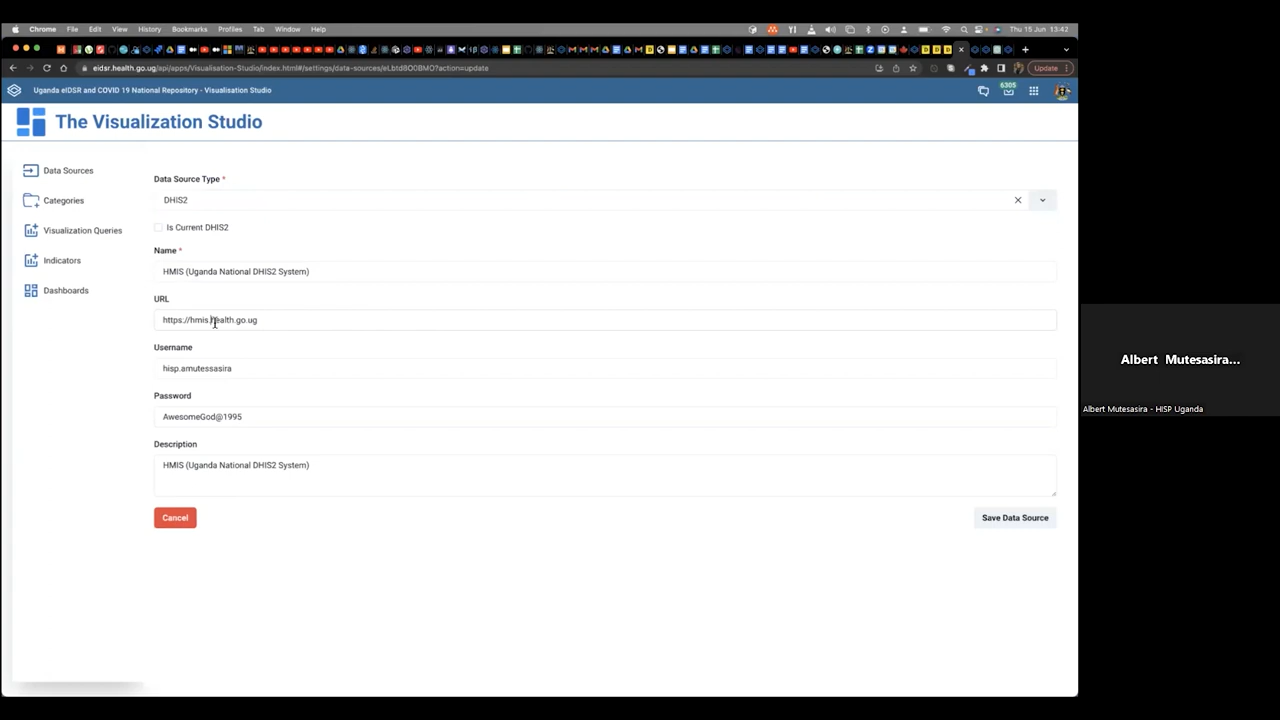 Chrome File Edit View History Bookmarks Profiles Tab Window Help
Thu 15 Jun 13:42
eidsr.health.go.ug/api/apps/Visualisation-Studio/index.html#/settings/data-sources/eLbtd8O0BMO?action=update
Update
Uganda eIDSR and COVID 19 National Repository - Visualisation Studio
6305
The Visualization Studio
Data Sources
Categories
Visualization Queries
Indicators
Dashboards
Data Source Type *
DHIS2
Is Current DHIS2
Name *
HMIS (Uganda National DHIS2 System)
URL
https://hmis.health.go.ug
Username
hisp.amutessasira
Password
AwesomeGod@1995
Description
HMIS (Uganda National DHIS2 System)
Cancel
Save Data Source
Albert Mutesasira...
Albert Mutesasira - HISP Uganda